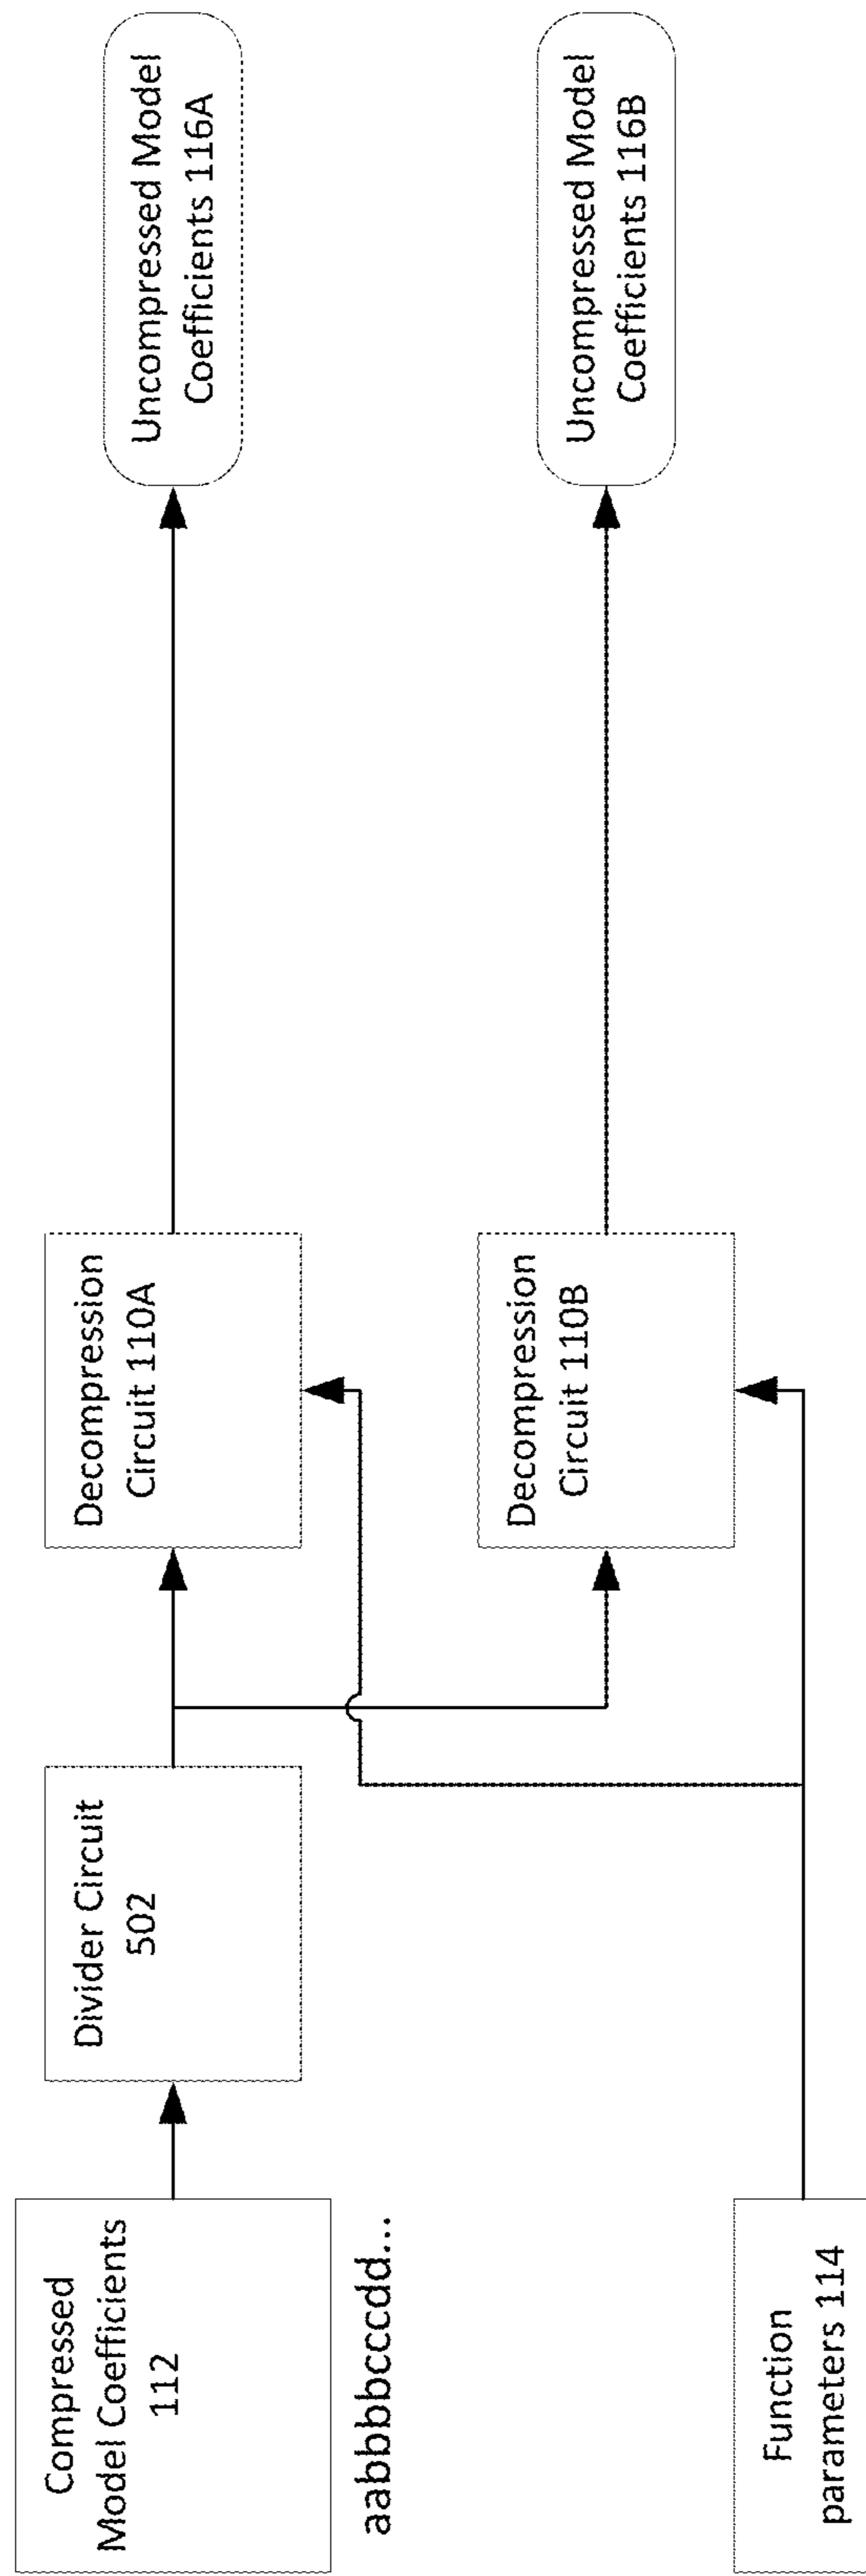 Compressed
Model Coefficients
112
aabbbbcccdd...
Function
parameters 114
Divider Circuit
502
Decompression
Circuit 110A
Decompression
Circuit 110B
Uncompressed Model
Coefficients 116A
Uncompressed Model
Coefficients 116B